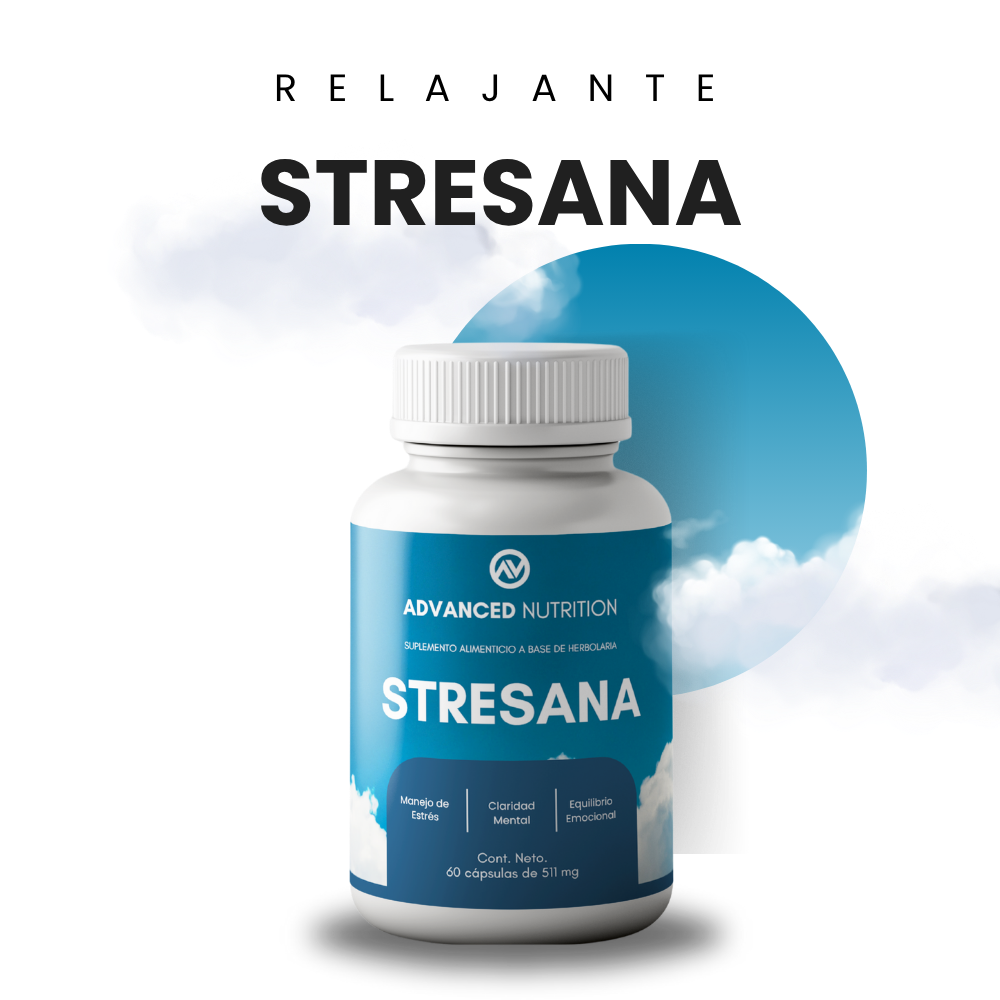 RELAJANTE
STRESANA
ADVANCED NUTRITION
SUPLEMENTO ALIMENTICIO A BASE DE HERBOLARIA
STRESANA
Manejo de
Estrés
Claridad
Mental
Equilibrio
Emocional
Cont. Neto.
60 cápsulas de 511 mg